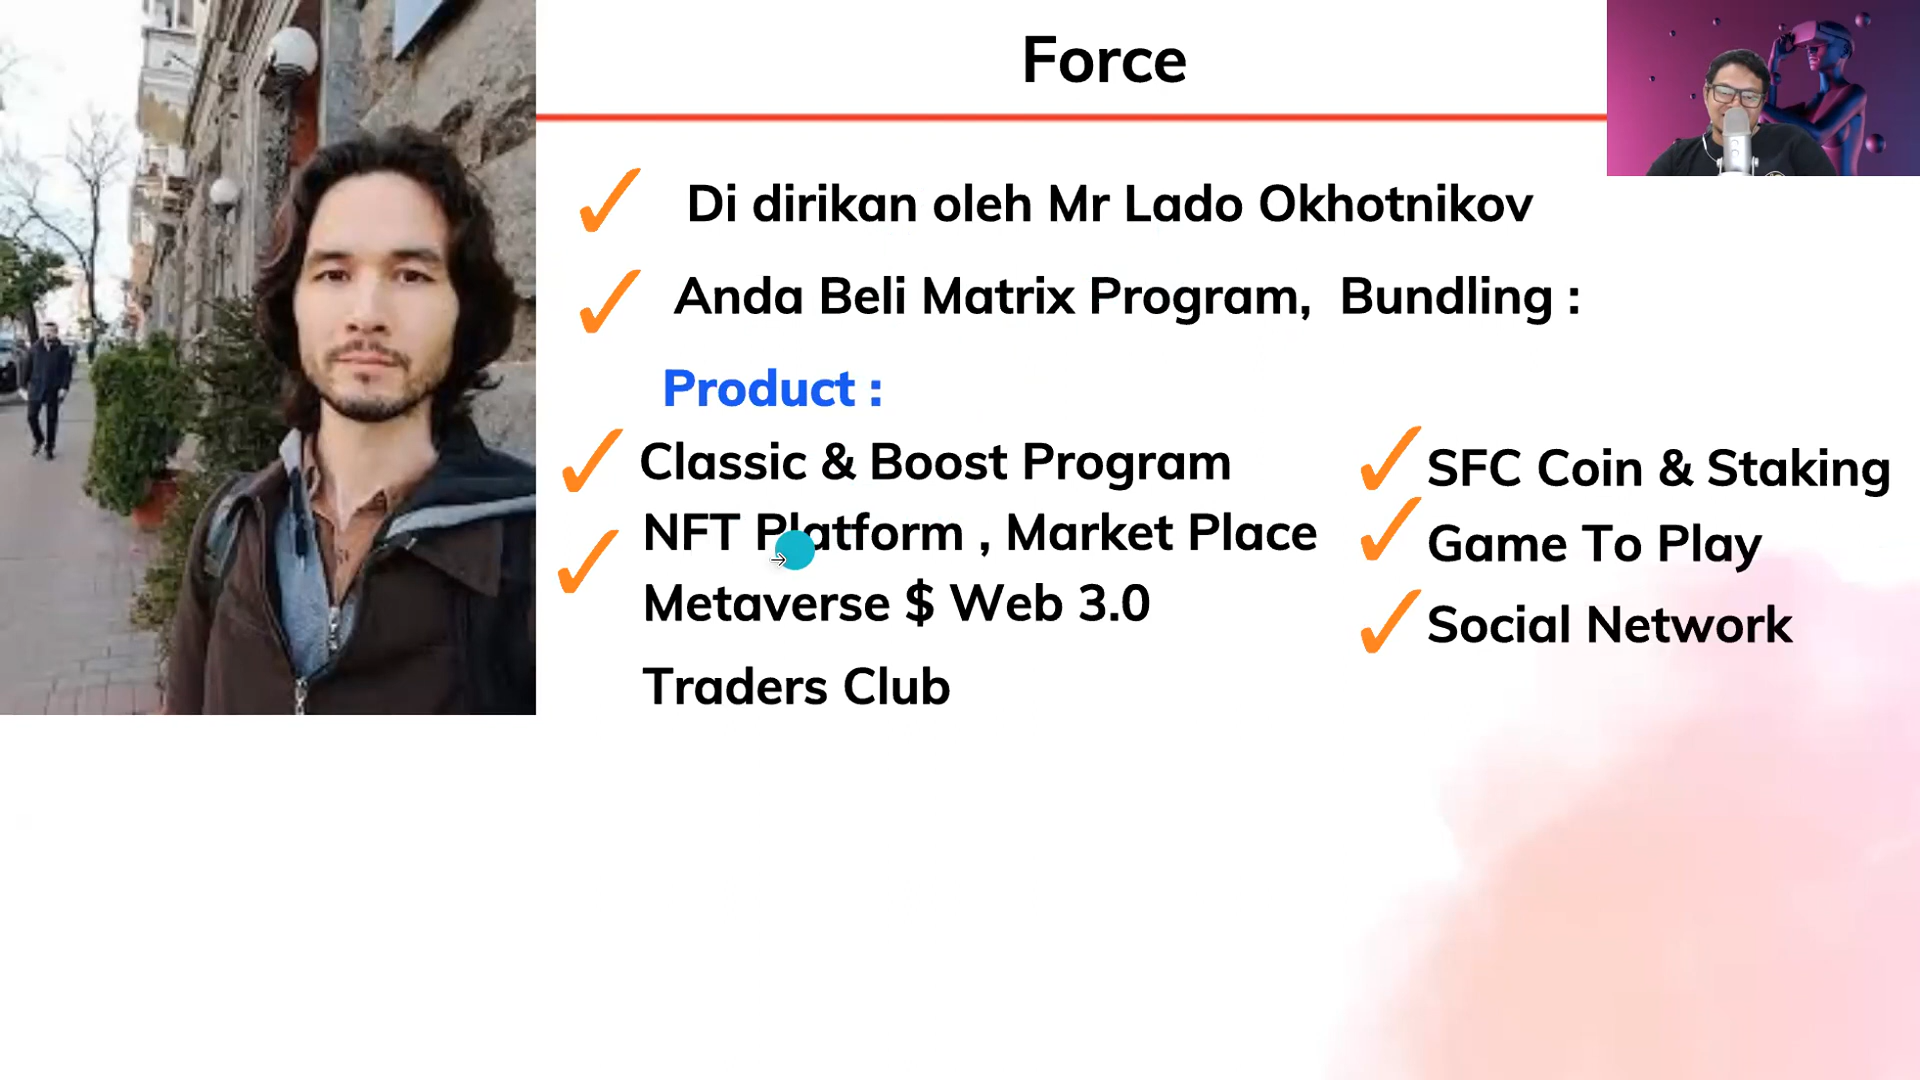 Force
Di dirikan oleh Mr Lado Okhotnikov
Anda Beli Matrix Program, Bundling :
Product :
Classic & Boost Program
NFT Platform , Market Place
Metaverse $ Web 3.0
Traders Club
SFC Coin & Staking
Game To Play
Social Network